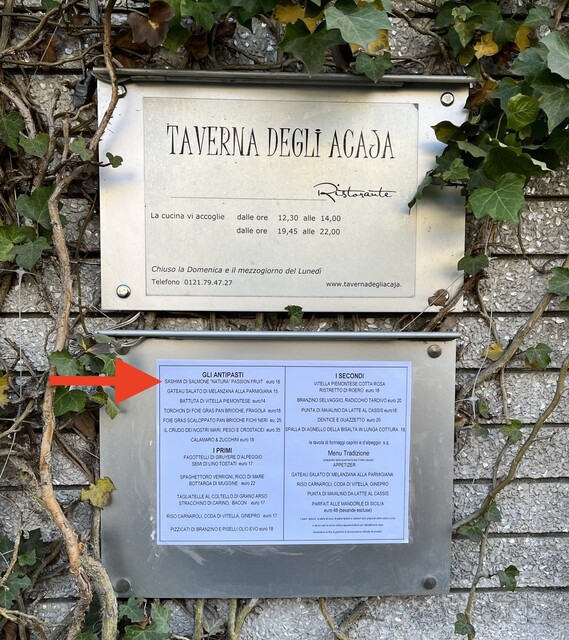 TAVERNA DEGLI ACAJA
Ristorante
La cucina vi accoglie dalle ore 12,30 alle 14,00
dalle ore 19,45 alle 22,00
Chiuso la Domenica e il mezzogiorno del Lunedì
Telefono 0121.79.47.27 www.tavernadegliacaja.
GLI ANTIPASTI
SASHIMI DI SALMONE "NATURA" PASSION FRUIT euro 16
GATEAU SALATO DI MELANZANA ALLA PARMIGIANA 15
BATTUTA DI VITELLA PIEMONTESE euro14
TORCHON DI FOIE GRAS PAN BRIOCHE, FRAGOLA euro18
FOIE GRAS SCALOPPATO PAN BRIOCHE FICHI NERI eu. 25
IL CRUDO DEI NOSTRI MARI, PESCI E CROSTACEI euro 35
CALAMARO & ZUCCHINI euro 18
I PRIMI
FAGOTTELLI DI GRUYERE D'ALPEGGIO
SEMI DI LINO TOSTATI euro 17
SPAGHETTORO VERRIGNI, RICCI DI MARE
BOTTARGA DI MUGGINE euro 22
TAGLIATELLE AL COLTELLO DI GRANO ARSO
STRACCHINO DI CARNO, BACON euro 17
RISO CARNAROLI, CODA DI VITELLA, GINEPRO euro 17
PIZZICATI DI BRANZINO E PISELLI OLIO EVO euro 18
I SECONDI
VITELLA PIEMONTESE COTTA ROSA
RISTRETTO DI ROERO euro 18
BRANZINO SELVAGGIO, RADICCHIO TARDIVO euro 20
PUNTA DI MAIALINO DA LATTE AL CASSIS euro18
DENTICE E GUAZZETTO euro 20
SPALLA DI AGNELLO DELLA BISALTA IN LUNGA COTTURA 18
la tavola di formaggi caprini e d'alpeggio s.q.
Menu Tradizione
APPETIZER
GATEAU SALATO DI MELANZANA ALLA PARMIGIANA
RISO CARNAROLI, CODA DI VITELLA, GINEPRO
PUNTA DI MAIALINO DA LATTE AL CASSIS
PARFAIT ALLE MANDORLE DI SICILIA
euro 48 (bevande escluse)